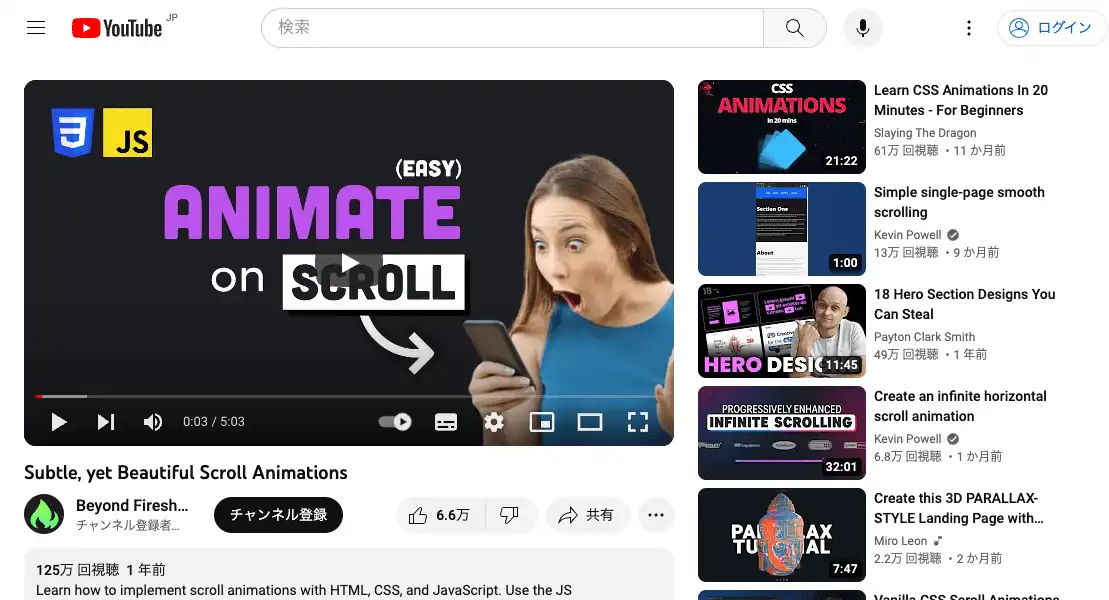 YouTube JP
検索
ログイン
3 JS
(EASY)
ANIMATE
on SCROLL
0:03 / 5:03
Subtle, yet Beautiful Scroll Animations
Beyond Firesh...
チャンネル登録者...
チャンネル登録
6.6万
共有
125万 回視聴 1 年前
Learn how to implement scroll animations with HTML, CSS, and JavaScript. Use the JS
CSS
ANIMATIONS
In 20 mins
21:22
Learn CSS Animations In 20
Minutes - For Beginners
Slaying The Dragon
61万 回視聴 ・11 か月前
Section One
About
1:00
Simple single-page smooth
scrolling
Kevin Powell
13万 回視聴 ・9 か月前
18
HERO DESIG
11:45
18 Hero Section Designs You
Can Steal
Payton Clark Smith
49万 回視聴 ・1 年前
PROGRESSIVELY ENHANCED
INFINITE SCROLLING
32:01
Create an infinite horizontal
scroll animation
Kevin Powell
6.8万 回視聴 ・1 か月前
PARALLAX
TUTORIAL
7:47
Create this 3D PARALLAX-
STYLE Landing Page with...
Miro Leon
2.2万 回視聴 ・2 か月前
Vanilla CSS Scroll Animations